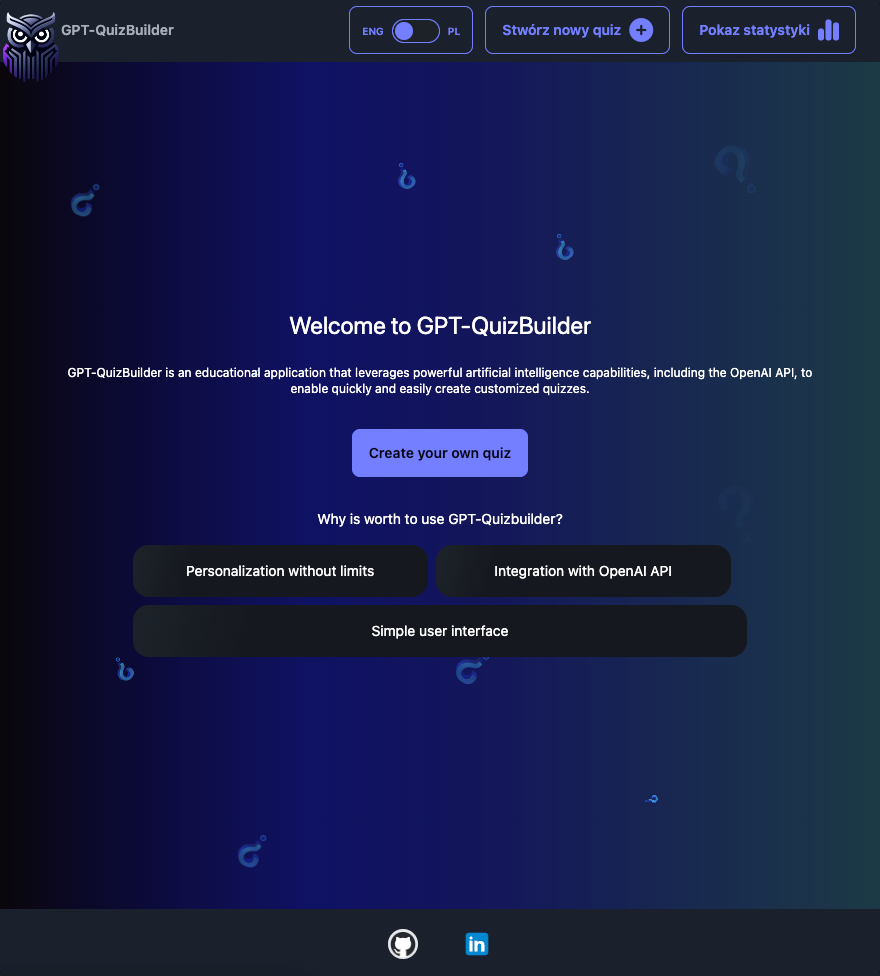 GPT-QuizBuilder
ENG PL
Stwórz nowy quiz
Pokaz statystyki
Welcome to GPT-QuizBuilder
GPT-QuizBuilder is an educational application that leverages powerful artificial intelligence capabilities, including the OpenAI API, to
enable quickly and easily create customized quizzes.
Create your own quiz
Why is worth to use GPT-Quizbuilder?
Personalization without limits
Integration with OpenAI API
Simple user interface
in